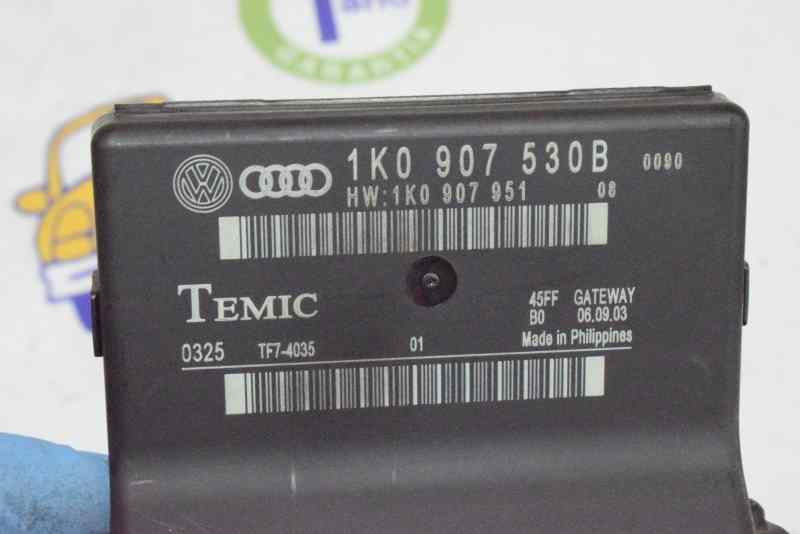 GARANTIA
1K0 907 530B 0090
HW:1K0 907 951 08
TEMIC
45FF GATEWAY
B0 06.09.03
Made in Philippines
0325 TF7-4035 01